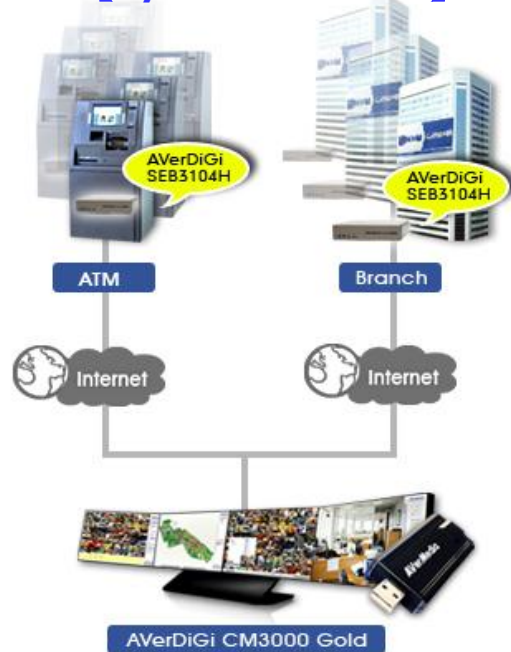 AVerDiGi
SEB3104H
AVerDiGi
SEB3104H
ATM
Branch
Internet
Internet
AVerMedia
AVerDiGi CM3000 Gold